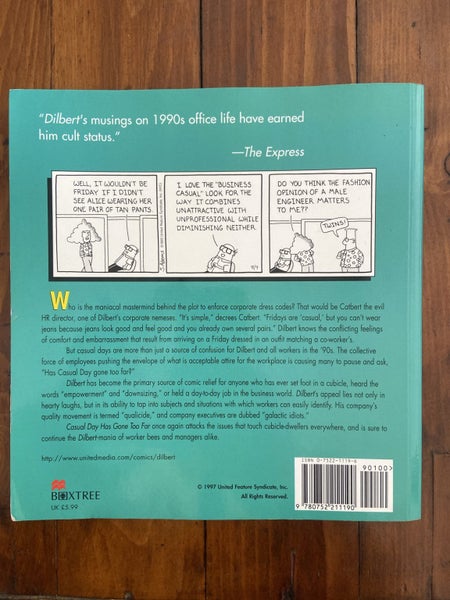 "Dilbert's musings on 1990s office life have earned
him cult status."
—The Express
WELL, IT WOULDN'T BE
FRIDAY IF I DIDN'T
SEE ALICE WEARING HER
ONE PAIR OF TAN PANTS.
I LOVE THE "BUSINESS
CASUAL" LOOK FOR THE
WAY IT COMBINES
UNATTRACTIVE WITH
UNPROFESSIONAL WHILE
DIMINISHING NEITHER.
DO YOU THINK THE FASHION
OPINION OF A MALE
ENGINEER MATTERS
TO ME??
TWINS!
Who is the maniacal mastermind behind the plot to enforce corporate dress codes? That would be Catbert the evil
HR director, one of Dilbert's corporate nemeses. "It's simple," decrees Catbert. "Fridays are 'casual,' but you can't wear
jeans because jeans look good and feel good and you already own several pairs." Dilbert knows the conflicting feelings
of comfort and embarrassment that result from arriving on a Friday dressed in an outfit matching a co-worker's.
But casual days are more than just a source of confusion for Dilbert and all workers in the '90s. The collective
force of employees pushing the envelope of what is acceptable attire for the workplace is causing many to pause and ask,
"Has Casual Day gone too far?"
Dilbert has become the primary source of comic relief for anyone who has ever set foot in a cubicle, heard the
words "empowerment" and "downsizing," or held a day-to-day job in the business world. Dilbert's appeal lies not only in
hearty laughs, but in its ability to tap into subjects and situations with which workers can easily identify. His company's
quality movement is termed "qualicide," and company executives are dubbed "galactic idiots."
Casual Day Has Gone Too Far once again attacks the issues that touch cubicle-dwellers everywhere, and is sure to
continue the Dilbert-mania of worker bees and managers alike.
http://www.unitedmedia.com/comics/dilbert
BOXTREE
UK £5.99
© 1997 United Feature Syndicate, Inc.
All Rights Reserved.
ISBN 0-7522-1119-6
90100>
9 780752 211190